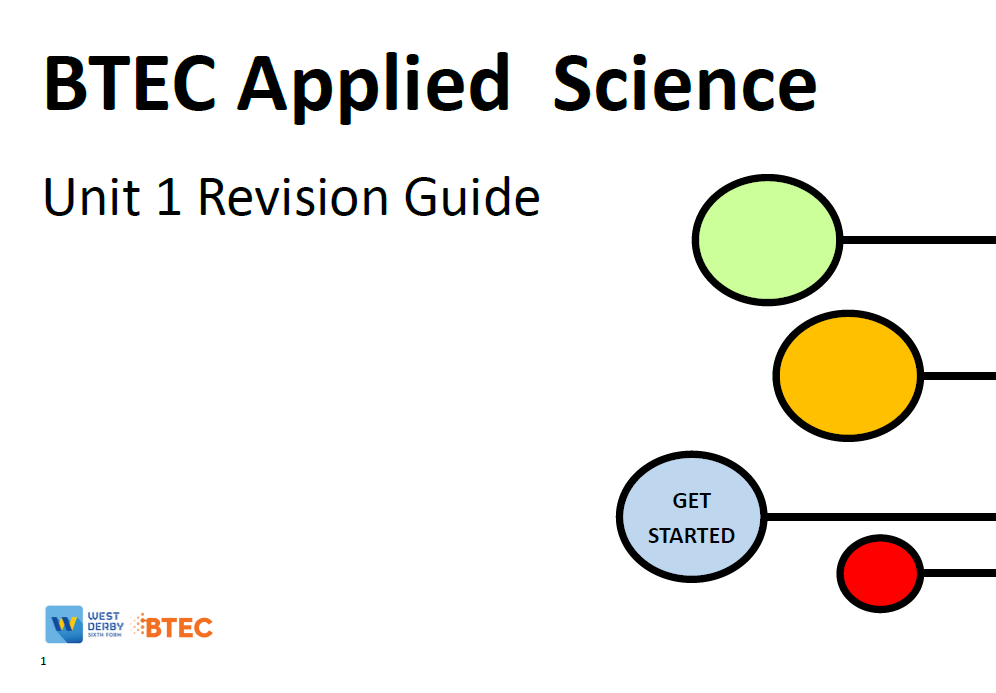 BTEC Applied Science
Unit 1 Revision Guide
GET
STARTED
WEST
DERBY
SIXTH FORM
BTEC
1